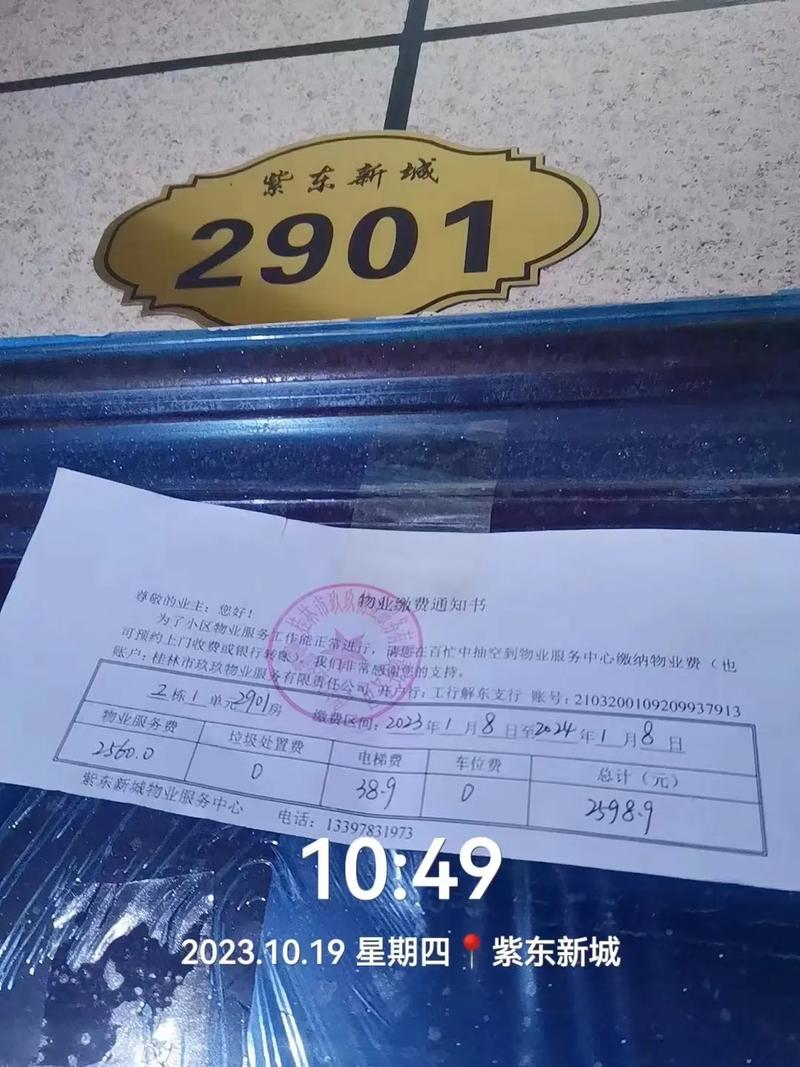 紫东新城
2901
物业缴费通知书
尊敬的业主：您好！
为了小区物业服务工作能正常进行，请您在百忙中抽空到物业服务中心缴纳物业费（也
可预约上门收费或银行转账）我们非常感谢您的支持。
账户：桂林市玖玖物业服务有限责任公司 开户行：工行解东支行 账号：2103200109209937913
2栋1单元2901房 缴费区间：2023年1月8日至2024年1月8日
物业服务费 垃圾处置费 电梯费 车位费 总计（元）
2560.0 0 38.9 0 2598.9
紫东新城物业服务中心 电话：13397831973
10:49
2023.10.19 星期四 紫东新城